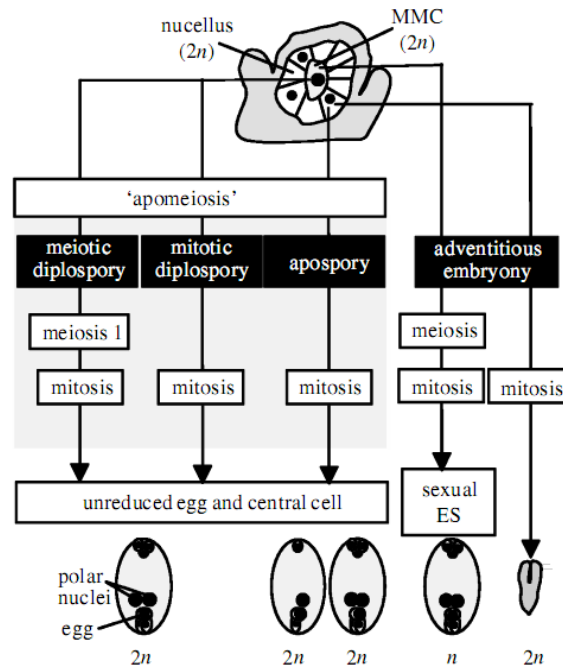 nucellus
(2n)
MMC
(2n)
'apomeiosis'
meiotic
diplospory
mitotic
diplospory
apospory
adventitious
embryony
meiosis 1
meiosis
mitosis
mitosis
mitosis
mitosis
mitosis
unreduced egg and central cell
sexual
ES
polar
nuclei
egg
2n
2n
2n
n
2n